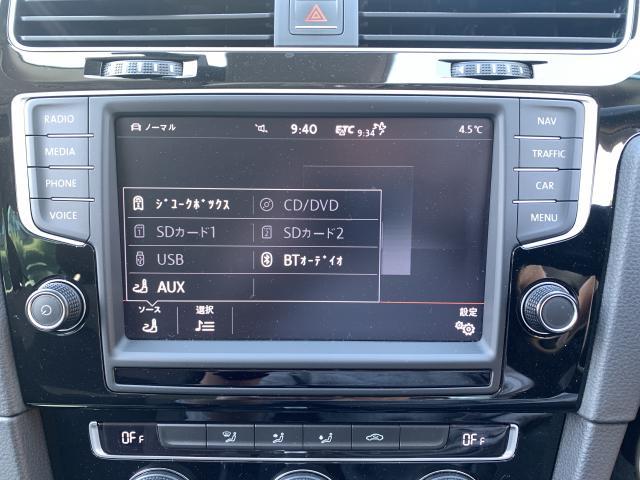 RADIO
MEDIA
PHONE
VOICE
NAV
TRAFFIC
CAR
MENU
ノーマル 9:40 ETC 9:34 4.5℃
ジュークボックス CD/DVD
SDカード1 SDカード2
USB BTオーディオ
AUX
ソース 選択 設定
OFF OFF